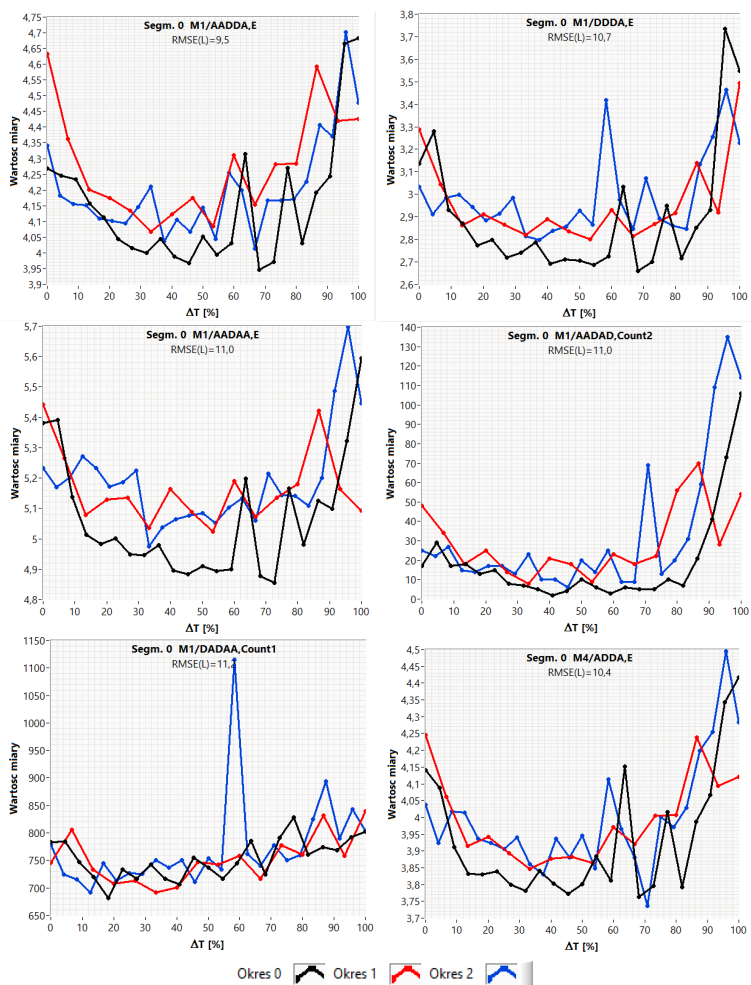 Segm. 0 M1/AADDA,E
RMSE(L)=9,5
Wartosc miary
4,75
4,7
4,65
4,6
4,55
4,5
4,45
4,4
4,35
4,3
4,25
4,2
4,15
4,1
4,05
4
3,95
3,9
0 10 20 30 40 50 60 70 80 90 100
ΔT [%]
Segm. 0 M1/DDDA,E
RMSE(L)=10,7
Wartosc miary
3,8
3,7
3,6
3,5
3,4
3,3
3,2
3,1
3
2,9
2,8
2,7
2,6
0 10 20 30 40 50 60 70 80 90 100
ΔT [%]
Segm. 0 M1/AADAA,E
RMSE(L)=11,0
Wartosc miary
5,7
5,6
5,5
5,4
5,3
5,2
5,1
5
4,9
4,8
0 10 20 30 40 50 60 70 80 90 100
ΔT [%]
Segm. 0 M1/AADAD,Count2
RMSE(L)=11,0
Wartosc miary
140
130
120
110
100
90
80
70
60
50
40
30
20
10
0
0 10 20 30 40 50 60 70 80 90 100
ΔT [%]
Segm. 0 M1/DADAA,Count1
RMSE(L)=11,2
Wartosc miary
1150
1100
1050
1000
950
900
850
800
750
700
650
0 10 20 30 40 50 60 70 80 90 100
ΔT [%]
Segm. 0 M4/ADDA,E
RMSE(L)=10,4
Wartosc miary
4,5
4,4
4,3
4,25
4,2
4,15
4,1
4,05
4
3,95
3,9
3,85
3,8
3,7
0 10 20 30 40 50 60 70 80 90 100
ΔT [%]
Okres 0 Okres 1 Okres 2